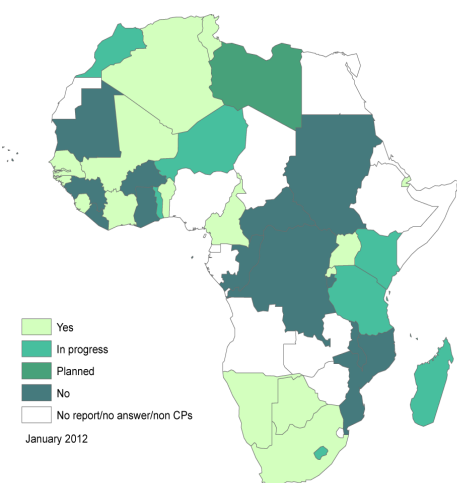 Yes
In progress
Planned
No
No report/no answer/non CPs
January 2012